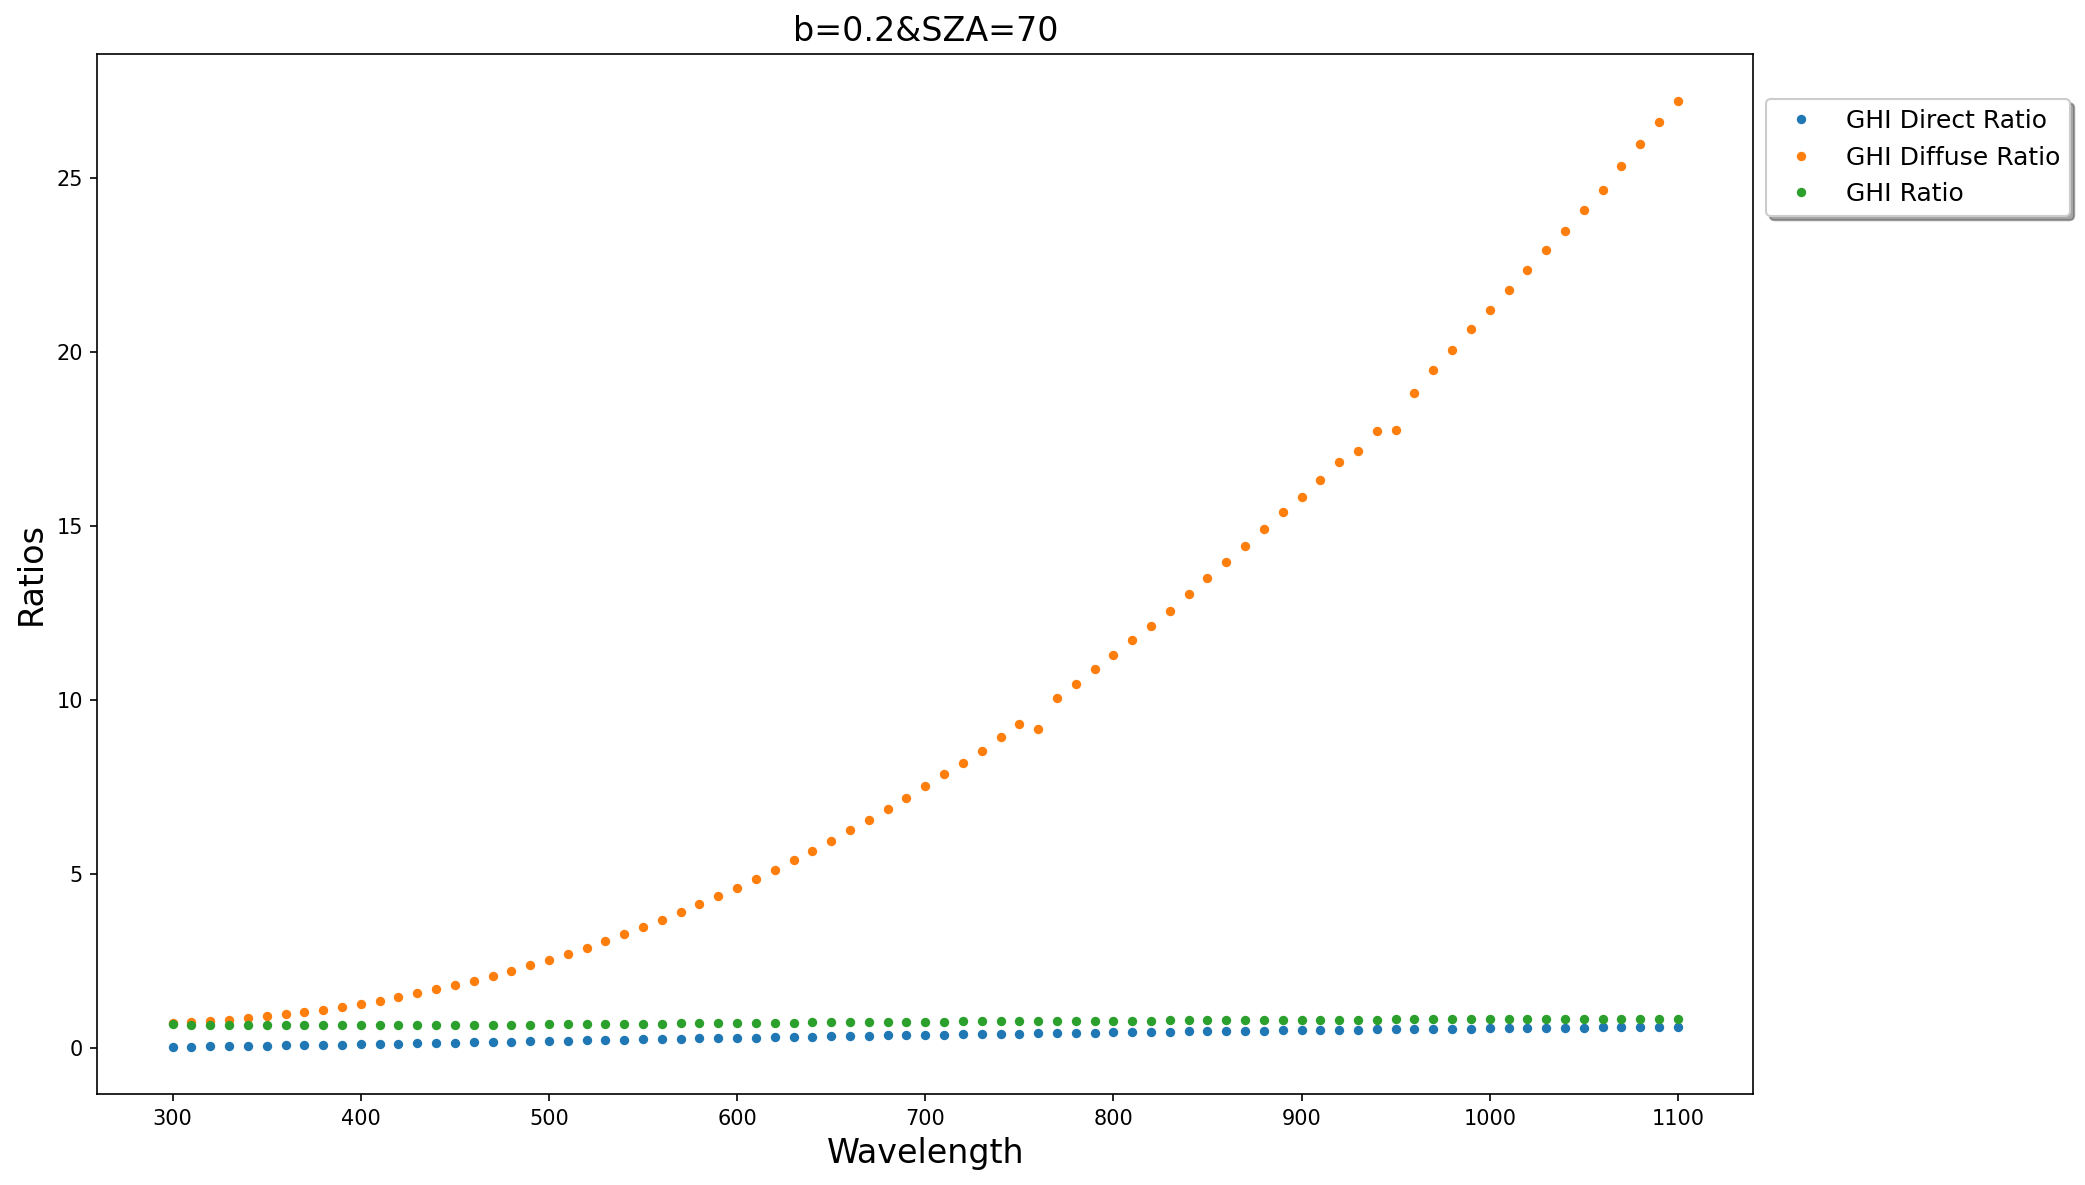 b=0.2&SZA=70
GHI Direct Ratio
GHI Diffuse Ratio
GHI Ratio
Ratios
25
20
15
10
5
0
300 400 500 600 700 800 900 1000 1100
Wavelength